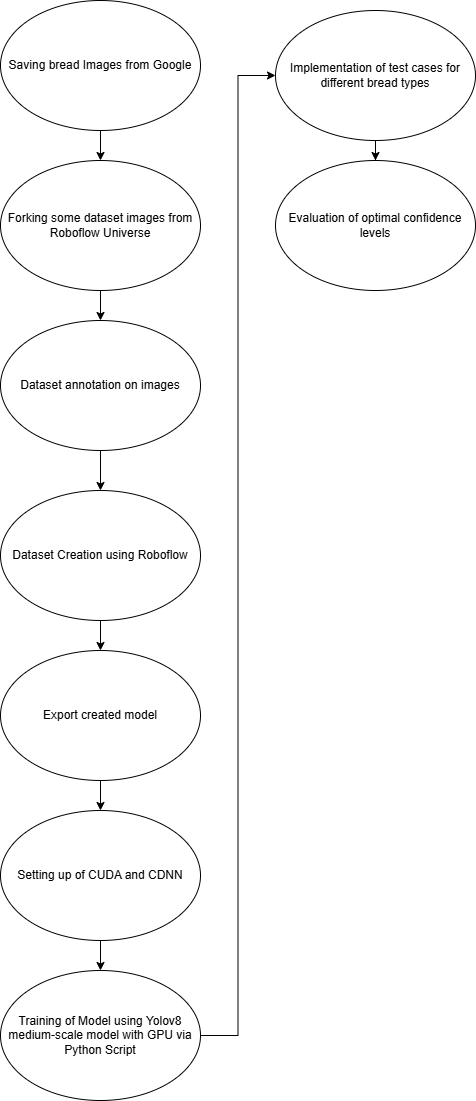 Saving bread Images from Google
Forking some dataset images from
Roboflow Universe
Dataset annotation on images
Dataset Creation using Roboflow
Export created model
Setting up of CUDA and CDNN
Training of Model using Yolov8
medium-scale model with GPU via
Python Script
Implementation of test cases for
different bread types
Evaluation of optimal confidence
levels